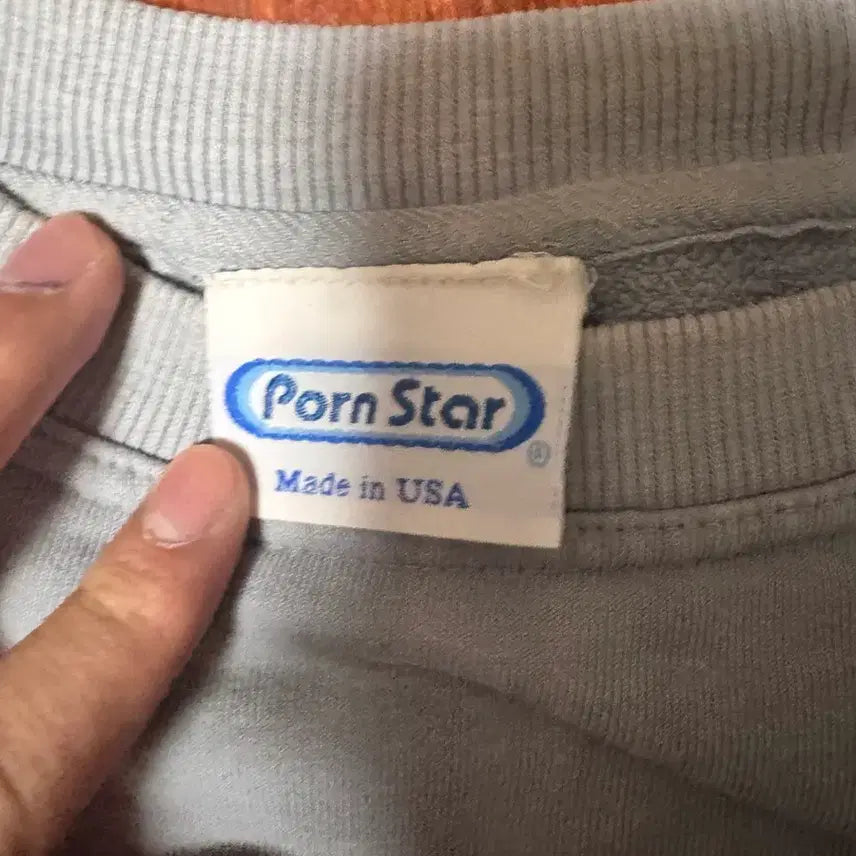 Porn Star
®
Made in USA